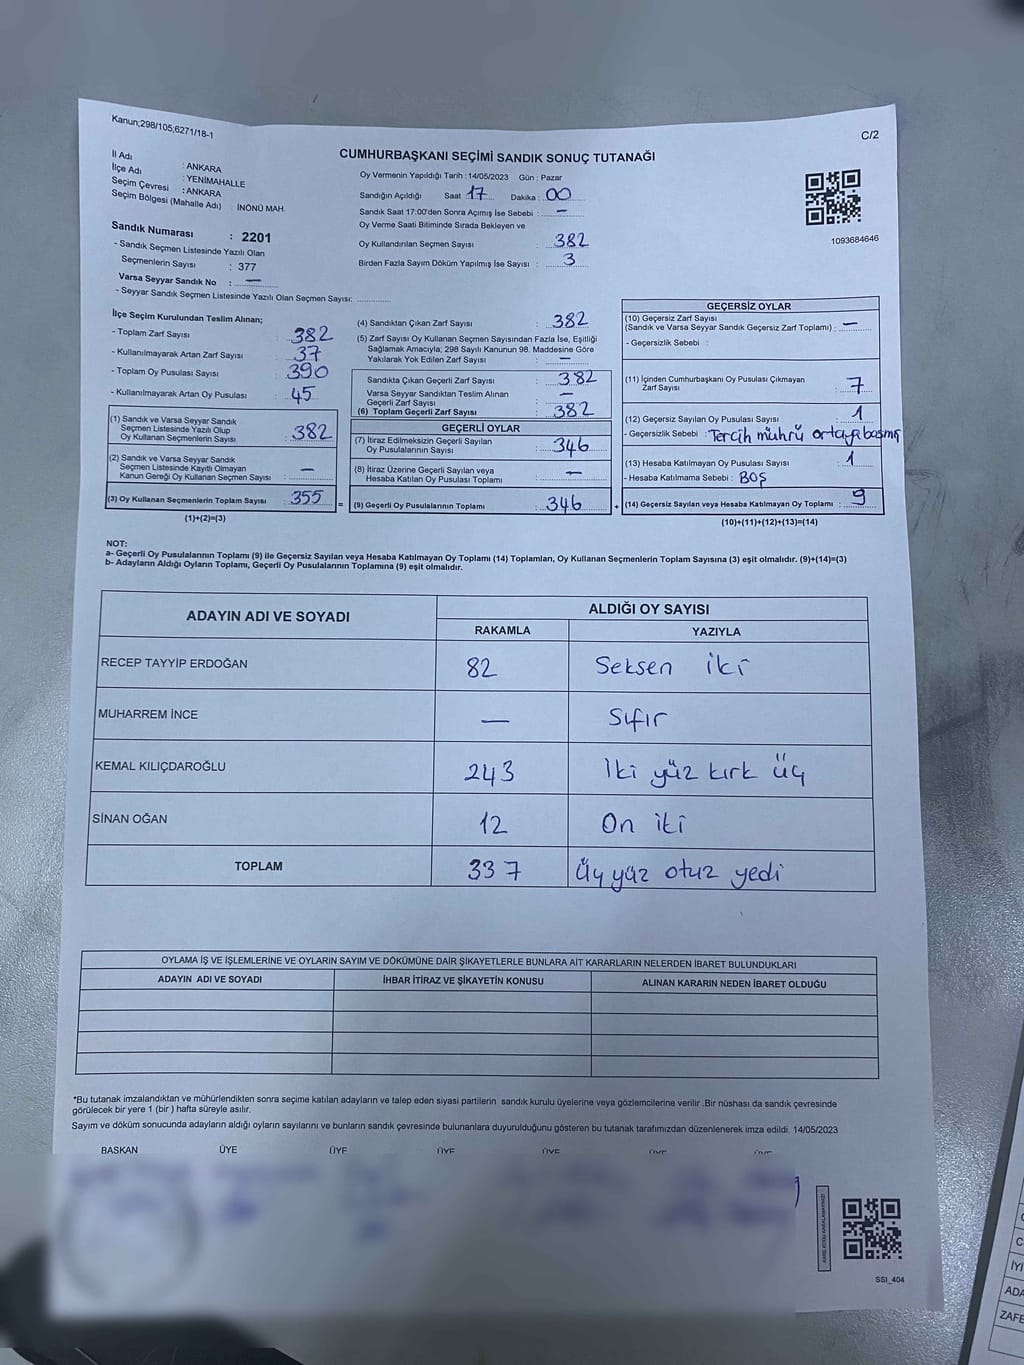 Kanun;298/105;6271/18-1
C/2
CUMHURBAŞKANI SEÇİMİ SANDIK SONUÇ TUTANAĞI
İl Adı : ANKARA
İlçe Adı : YENİMAHALLE
Seçim Çevresi : ANKARA
Seçim Bölgesi (Mahalle Adı) : İNÖNÜ MAH.
Sandık Numarası : 2201
- Sandık Seçmen Listesinde Yazılı Olan
Seçmenlerin Sayısı : 377
Varsa Seyyar Sandık No : —
- Seyyar Sandık Seçmen Listesinde Yazılı Olan Seçmen Sayısı:
Oy Vermenin Yapıldığı Tarih : 14/05/2023 Gün : Pazar
Sandığın Açıldığı Saat : 17 Dakika : 00
Sandık Saat 17:00'den Sonra Açımış İse Sebebi : —
Oy Verme Saati Bitiminde Sırada Bekleyen ve
Oy Kullandırılan Seçmen Sayısı : 382
Birden Fazla Sayım Döküm Yapılmış İse Sayısı : 3
1093684646
İlçe Seçim Kurulundan Teslim Alınan;
- Toplam Zarf Sayısı : 382
- Kullanılmayarak Artan Zarf Sayısı : 37
- Toplam Oy Pusulası Sayısı : 390
- Kullanılmayarak Artan Oy Pusulası : 45
(1) Sandık ve Varsa Seyyar Sandık
Seçmen Listesinde Yazılı Olup
Oy Kullanan Seçmenlerin Sayısı : 382
(2) Sandık ve Varsa Seyyar Sandık
Seçmen Listesinde Kayıtlı Olmayan
Kanun Gereği Oy Kullanan Seçmen Sayısı : —
(3) Oy Kullanan Seçmenlerin Toplam Sayısı : 355 =
(1)+(2)=(3)
(4) Sandıktan Çıkan Zarf Sayısı : 382
(5) Zarf Sayısı Oy Kullanan Seçmen Sayısından Fazla İse, Eşitliği
Sağlamak Amacıyla; 298 Sayılı Kanunun 98. Maddesine Göre
Yakılarak Yok Edilen Zarf Sayısı : —
Sandıkta Çıkan Geçerli Zarf Sayısı : 382
Varsa Seyyar Sandıktan Teslim Alınan
Geçerli Zarf Sayısı : —
(6) Toplam Geçerli Zarf Sayısı : 382
GEÇERLİ OYLAR
(7) İtiraz Edilmeksizin Geçerli Sayılan
Oy Pusulalarının Sayısı : 346
(8) İtiraz Üzerine Geçerli Sayılan veya
Hesaba Katılan Oy Pusulası Toplamı : —
(9) Geçerli Oy Pusulalarının Toplamı : 346 +
GEÇERSİZ OYLAR
(10) Geçersiz Zarf Sayısı
(Sandık ve Varsa Seyyar Sandık Geçersiz Zarf Toplamı) : —
- Geçersizlik Sebebi :
(11) İçinden Cumhurbaşkanı Oy Pusulası Çıkmayan
Zarf Sayısı : 7
(12) Geçersiz Sayılan Oy Pusulası Sayısı : 1
- Geçersizlik Sebebi : Tercih mührü ortaya basmış
(13) Hesaba Katılmayan Oy Pusulası Sayısı : 1
- Hesaba Katılmama Sebebi : BOŞ
(14) Geçersiz Sayılan veya Hesaba Katılmayan Oy Toplamı : 9
(10)+(11)+(12)+(13)=(14)
NOT:
a- Geçerli Oy Pusulalarının Toplamı (9) ile Geçersiz Sayılan veya Hesaba Katılmayan Oy Toplamı (14) Toplamları, Oy Kullanan Seçmenlerin Toplam Sayısına (3) eşit olmalıdır. (9)+(14)=(3)
b- Adayların Aldığı Oyların Toplamı, Geçerli Oy Pusulalarının Toplamına (9) eşit olmalıdır.
ADAYIN ADI VE SOYADI
ALDIĞI OY SAYISI
RAKAMLA YAZIYLA
RECEP TAYYİP ERDOĞAN 82 Seksen iki
MUHARREM İNCE — Sıfır
KEMAL KILIÇDAROĞLU 243 İki yüz kırk üç
SİNAN OĞAN 12 On iki
TOPLAM 337 Üç yüz otuz yedi
OYLAMA İŞ VE İŞLEMLERİNE VE OYLARIN SAYIM VE DÖKÜMÜNE DAİR ŞİKAYETLERLE BUNLARA AİT KARARLARIN NELERDEN İBARET BULUNDUKLARI
ADAYIN ADI VE SOYADI İHBAR İTİRAZ VE ŞİKAYETİN KONUSU ALINAN KARARIN NEDEN İBARET OLDUĞU
*Bu tutanak imzalandıktan ve mühürlendikten sonra seçime katılan adayların ve talep eden siyasi partilerin sandık kurulu üyelerine veya gözlemcilerine verilir .Bir nüshası da sandık çevresinde
görülecek bir yere 1 (bir ) hafta süreyle asılır.
Sayım ve döküm sonucunda adayların aldığı oyların sayılarını ve bunların sandık çevresinde bulunanlara duyurulduğunu gösteren bu tutanak tarafımızdan düzenlenerek imza edildi. 14/05/2023
BAŞKAN ÜYE ÜYE ÜYE ÜYE ÜYE ÜYE
SSI_404